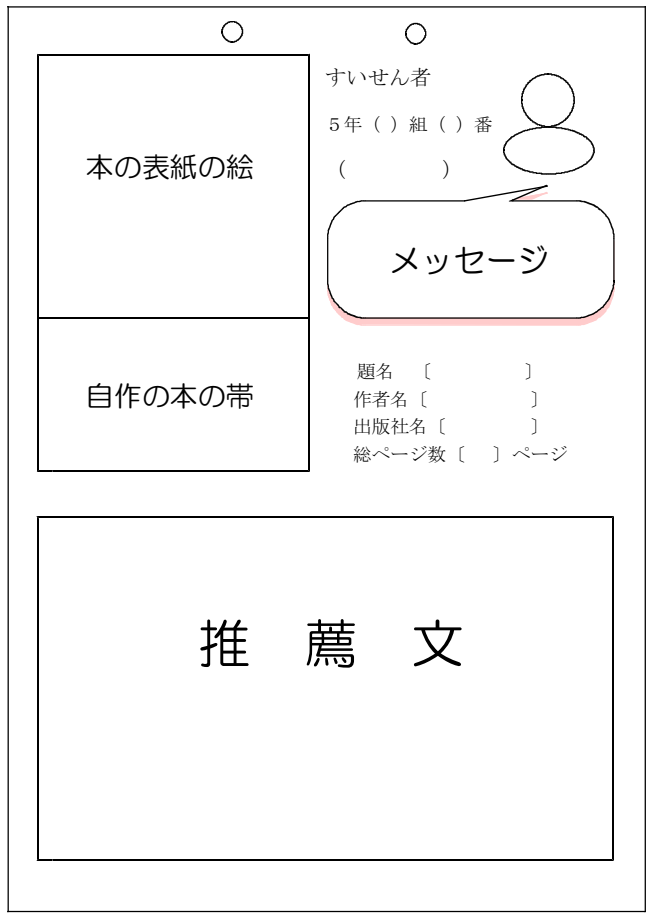 本の表紙の絵
自作の本の帯
すいせん者
５年（ ）組（ ）番
（　　　　　）
メッセージ
題名　〔　　　　　〕
作者名〔　　　　　〕
出版社名〔　　　　　〕
総ページ数〔　〕ページ
推　薦　文